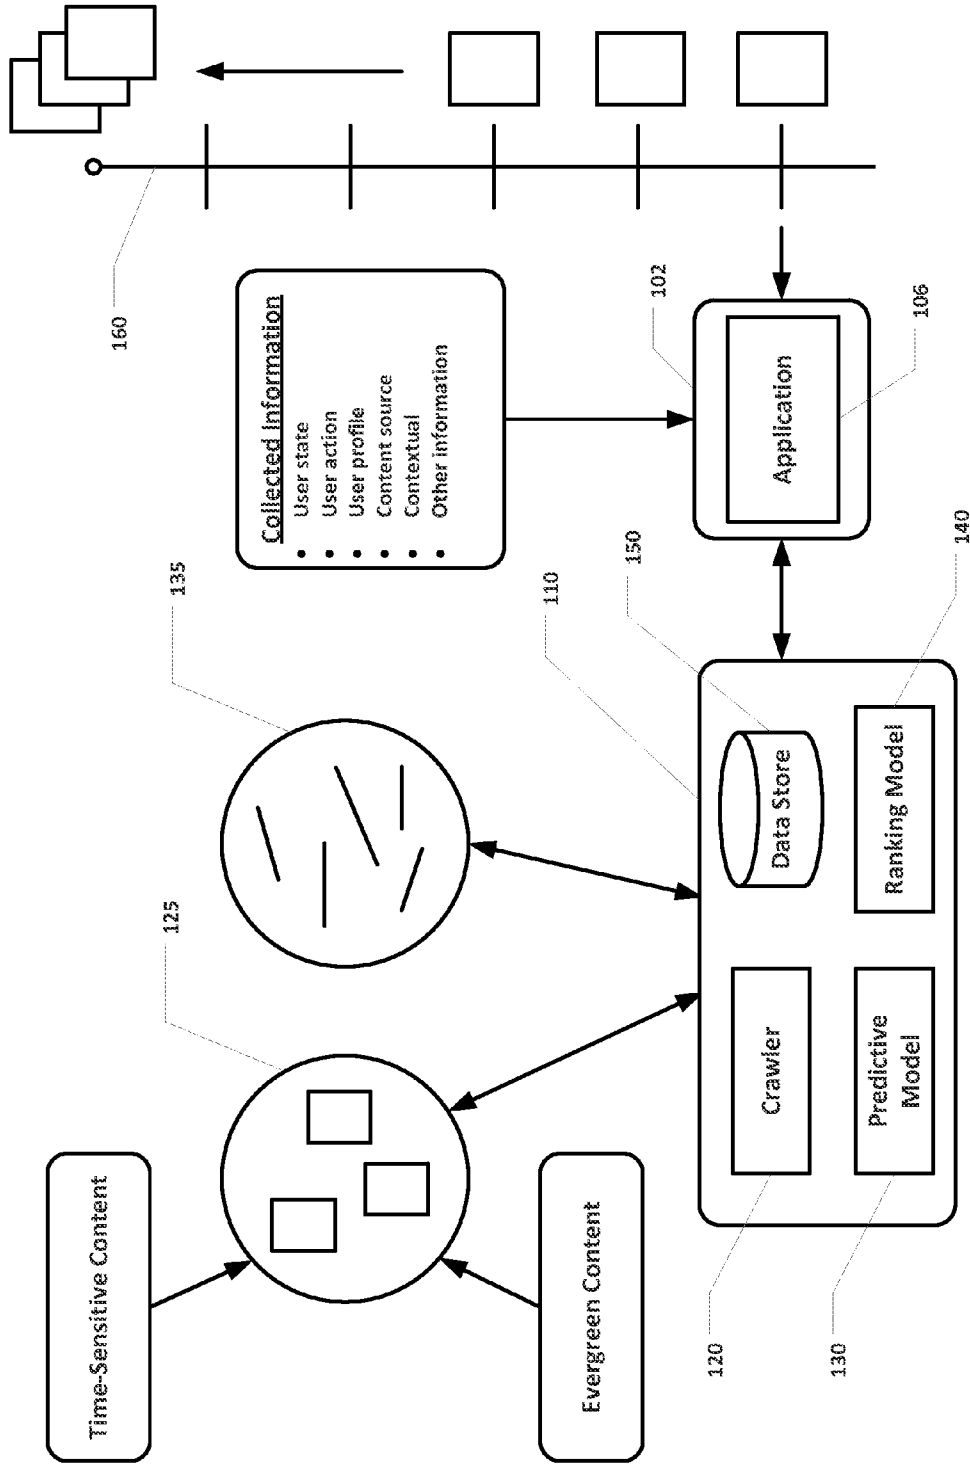 Time-Sensitive Content
Evergreen Content
125
135
Collected Information
• User state
• User action
• User profile
• Content source
• Contextual
• Other information
160
102
Application
106
110
150
140
Crawler
Data Store
Predictive
Model
Ranking Model
120
130